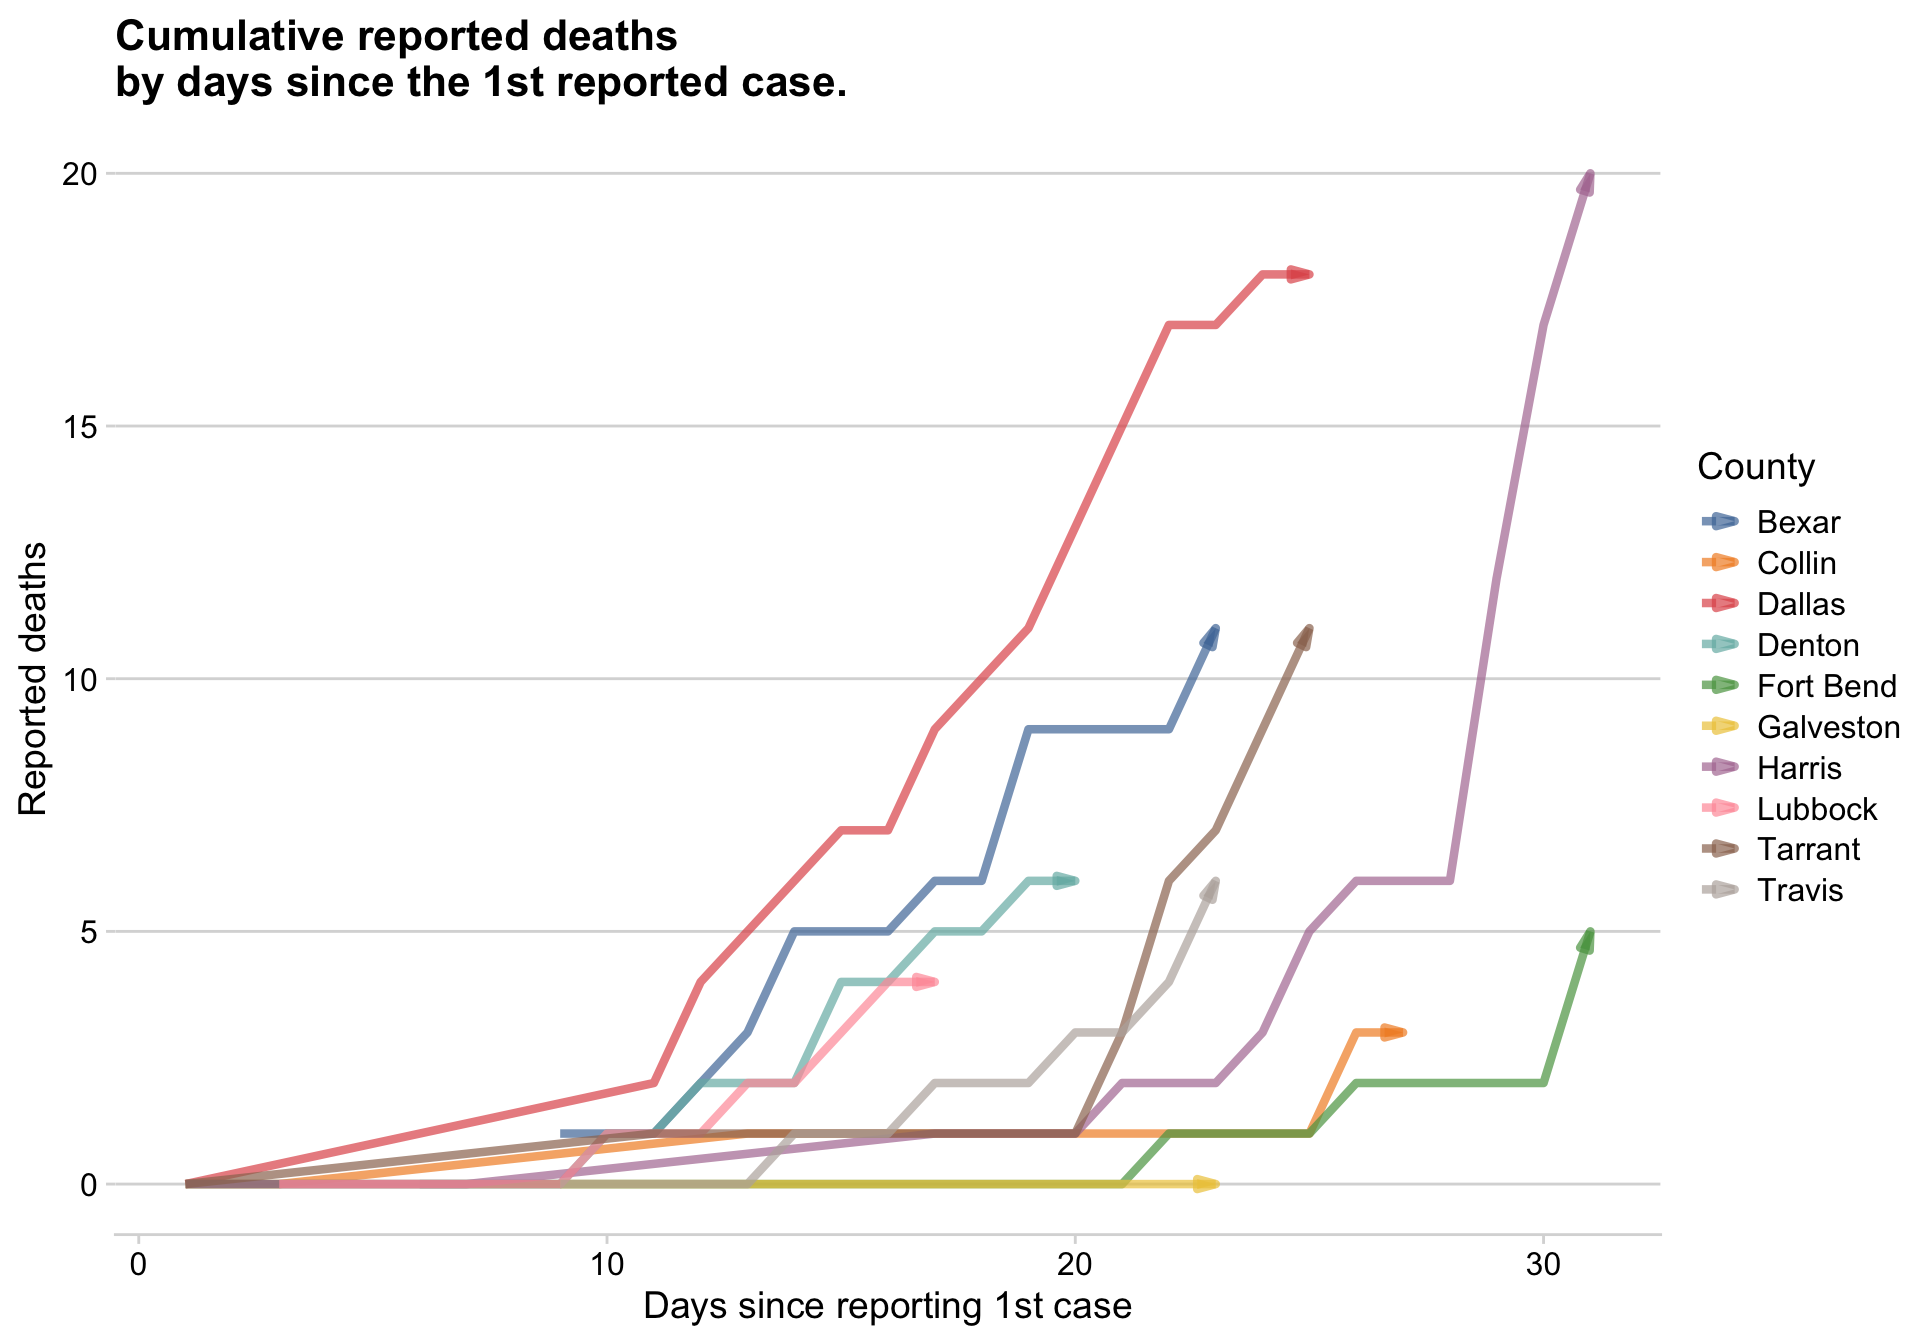 Cumulative reported deaths
by days since the 1st reported case.
20
15
10
5
0
Reported deaths
0 10 20 30
Days since reporting 1st case
County
Bexar
Collin
Dallas
Denton
Fort Bend
Galveston
Harris
Lubbock
Tarrant
Travis